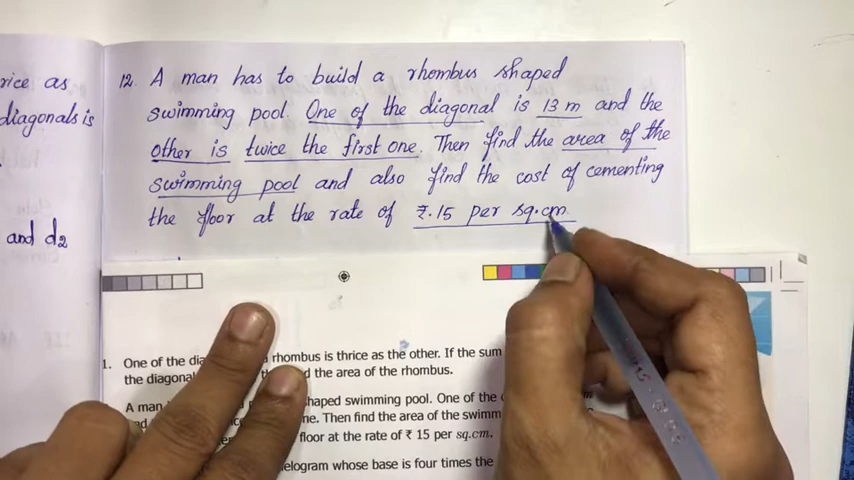 rice as
diagonals is
and d2
12. A man has to build a rhombus shaped
swimming pool. One of the diagonal is 13 m and the
other is twice the first one. Then find the area of the
swimming pool and also find the cost of cementing
the floor at the rate of ₹.15 per sq.cm.
1. One of the dia rhombus is thrice as the other. If the sum
the diagonal the area of the rhombus.
A man shaped swimming pool. One of the
ne. Then find the area of the swimm
floor at the rate of ₹ 15 per sq.cm.
lelogram whose base is four times the